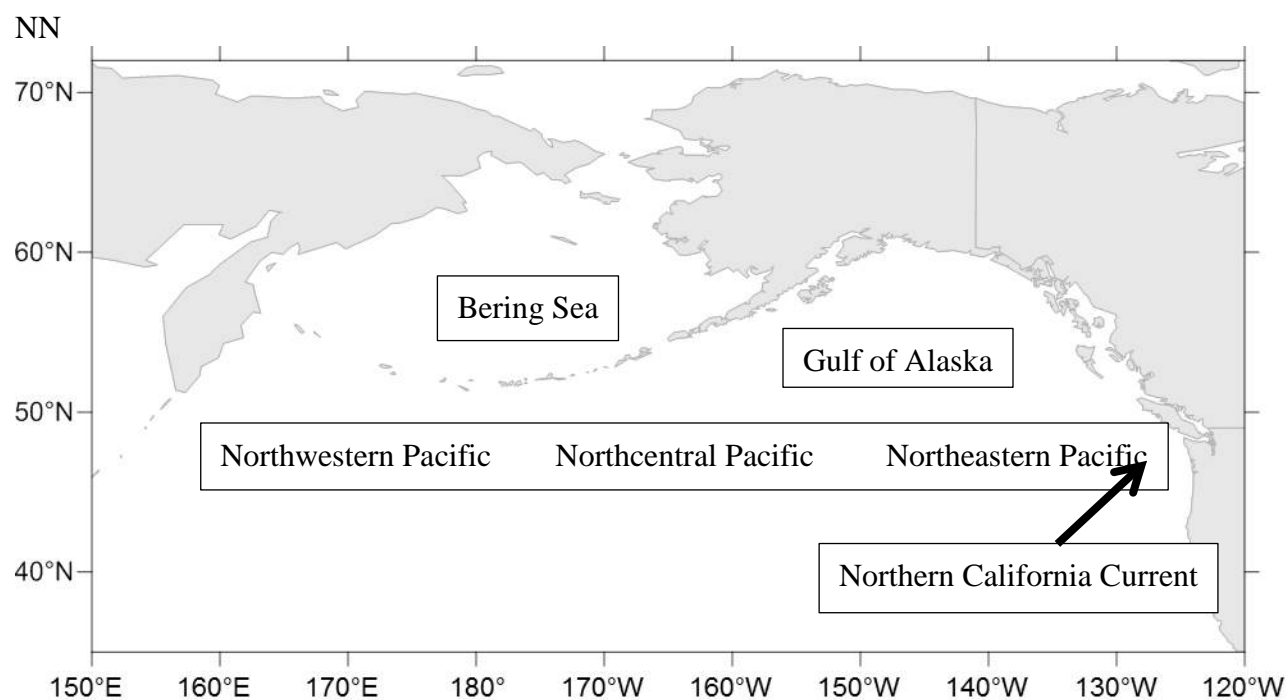 NN
70°N
60°N
Bering Sea
Gulf of Alaska
50°N
Northwestern Pacific Northcentral Pacific Northeastern Pacific
Northern California Current
40°N
150°E 160°E 170°E 180° 170°W 160°W 150°W 140°W 130°W 120°W